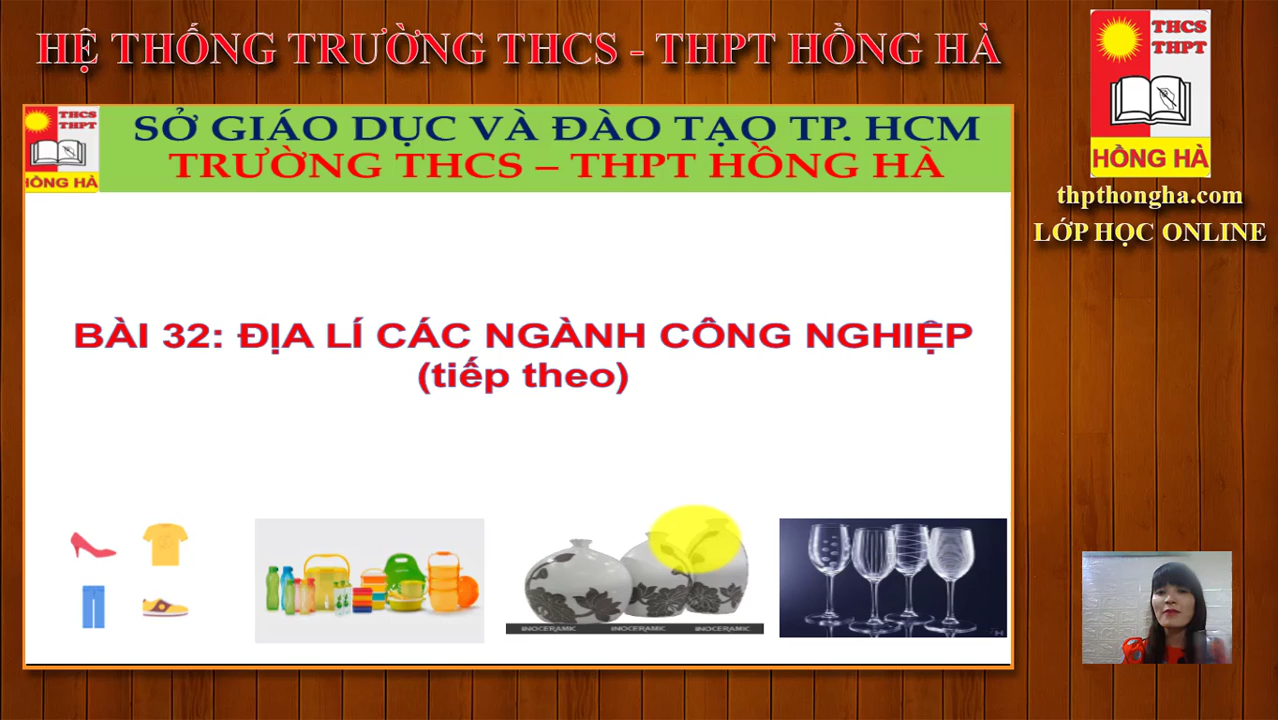 HỆ THỐNG TRƯỜNG THCS - THPT HỒNG HÀ
THCS
THPT
HỒNG HÀ
thpthongha.com
LỚP HỌC ONLINE
THCS
THPT
HỒNG HÀ
SỞ GIÁO DỤC VÀ ĐÀO TẠO TP. HCM
TRƯỜNG THCS – THPT HỒNG HÀ
BÀI 32: ĐỊA LÍ CÁC NGÀNH CÔNG NGHIỆP
(tiếp theo)
INOCERAMIC INOCERAMIC INOCERAMIC